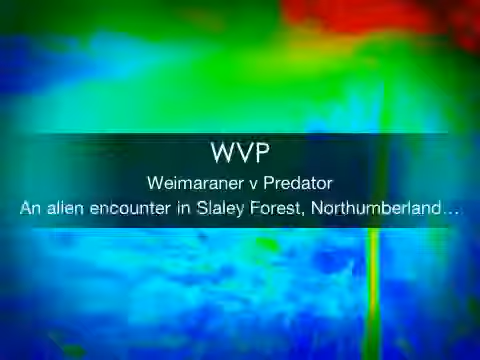 WVP
Weimaraner v Predator
An alien encounter in Slaley Forest, Northumberland…